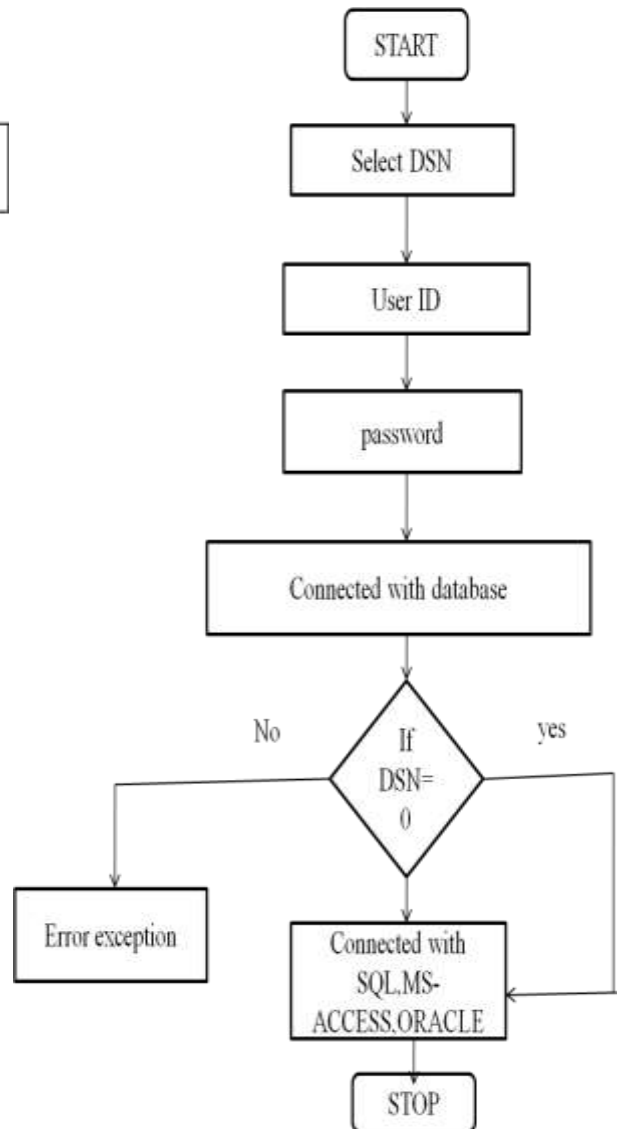 START
Select DSN
User ID
password
Connected with database
No
yes
If
DSN=
0
Error exception
Connected with
SQL,MS-
ACCESS,ORACLE
STOP